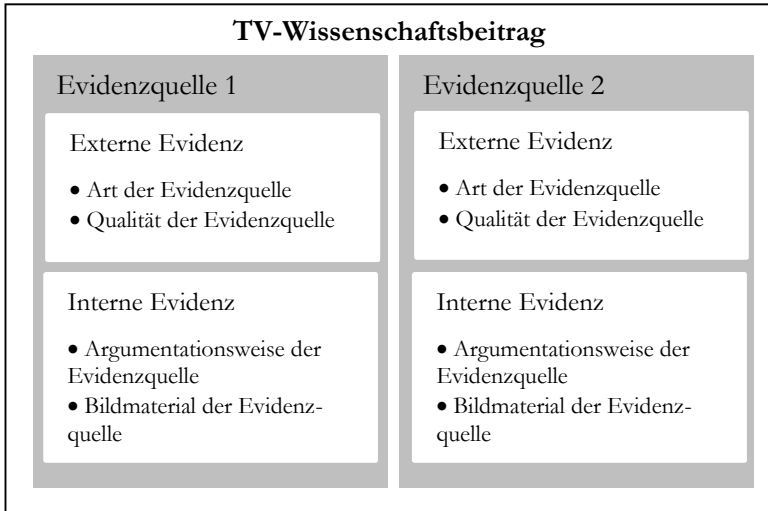 TV-Wissenschaftsbeitrag
Evidenzquelle 1
Externe Evidenz
• Art der Evidenzquelle
• Qualität der Evidenzquelle
Interne Evidenz
• Argumentationsweise der
Evidenzquelle
• Bildmaterial der Evidenz-
quelle
Evidenzquelle 2
Externe Evidenz
• Art der Evidenzquelle
• Qualität der Evidenzquelle
Interne Evidenz
• Argumentationsweise der
Evidenzquelle
• Bildmaterial der Evidenz-
quelle